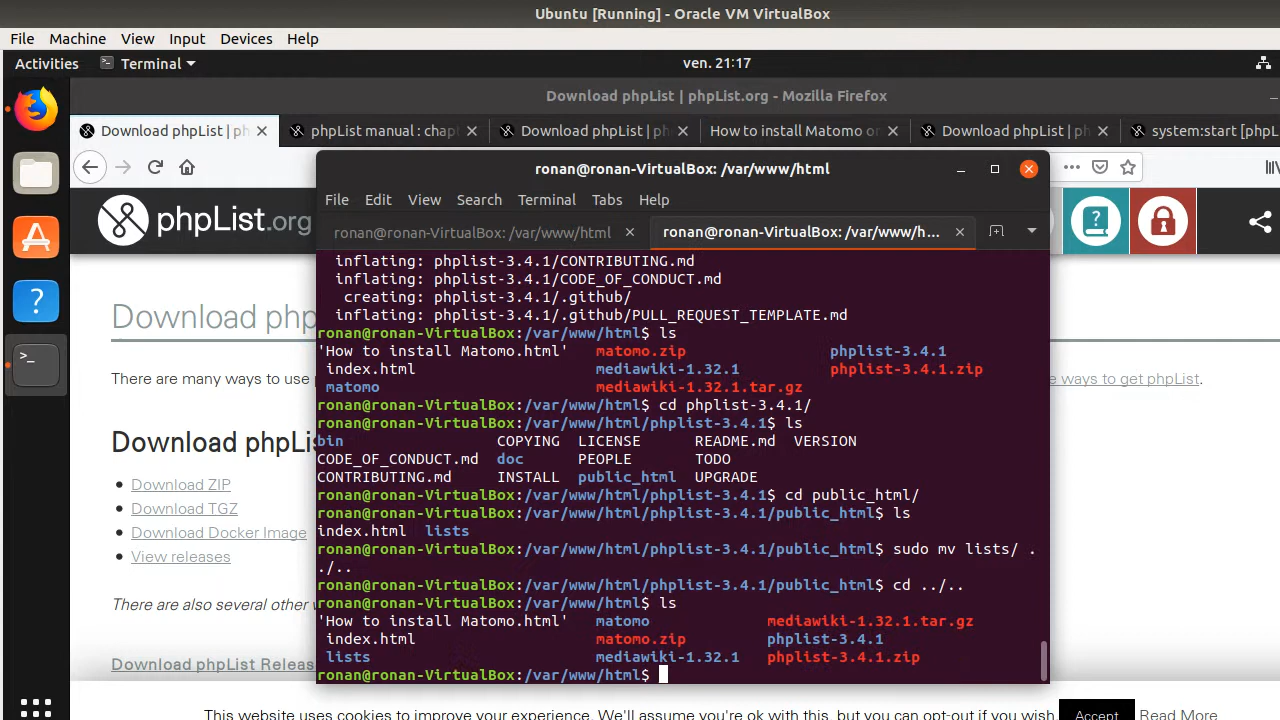 Ubuntu [Running] - Oracle VM VirtualBox
File Machine View Input Devices Help
Activities Terminal ven. 21:17
Download phpList | phpList.org - Mozilla Firefox
Download phpList | ph phpList manual : chap Download phpList | ph How to install Matomo on Download phpList | ph system:start [phpL
ronan@ronan-VirtualBox: /var/www/html
phpList.org
File Edit View Search Terminal Tabs Help
ronan@ronan-VirtualBox: /var/www/html ronan@ronan-VirtualBox: /var/www/h...
inflating: phplist-3.4.1/CONTRIBUTING.md
inflating: phplist-3.4.1/CODE_OF_CONDUCT.md
creating: phplist-3.4.1/.github/
inflating: phplist-3.4.1/.github/PULL_REQUEST_TEMPLATE.md
ronan@ronan-VirtualBox:/var/www/html$ ls
'How to install Matomo.html' matomo.zip phplist-3.4.1
index.html mediawiki-1.32.1 phplist-3.4.1.zip
matomo mediawiki-1.32.1.tar.gz
ronan@ronan-VirtualBox:/var/www/html$ cd phplist-3.4.1/
ronan@ronan-VirtualBox:/var/www/html/phplist-3.4.1$ ls
bin COPYING LICENSE README.md VERSION
CODE_OF_CONDUCT.md doc PEOPLE TODO
CONTRIBUTING.md INSTALL public_html UPGRADE
ronan@ronan-VirtualBox:/var/www/html/phplist-3.4.1$ cd public_html/
ronan@ronan-VirtualBox:/var/www/html/phplist-3.4.1/public_html$ ls
index.html lists
ronan@ronan-VirtualBox:/var/www/html/phplist-3.4.1/public_html$ sudo mv lists/ .
./..
ronan@ronan-VirtualBox:/var/www/html/phplist-3.4.1/public_html$ cd ../..
ronan@ronan-VirtualBox:/var/www/html$ ls
'How to install Matomo.html' matomo mediawiki-1.32.1.tar.gz
index.html matomo.zip phplist-3.4.1
lists mediawiki-1.32.1 phplist-3.4.1.zip
ronan@ronan-VirtualBox:/var/www/html$
Download php
There are many ways to use e ways to get phpList.
Download phpLis
Download ZIP
Download TGZ
Download Docker Image
View releases
There are also several other
Download phpList Releas
This website uses cookies to improve your experience. We'll assume you're ok with this, but you can opt-out if you wish. Accept Read More